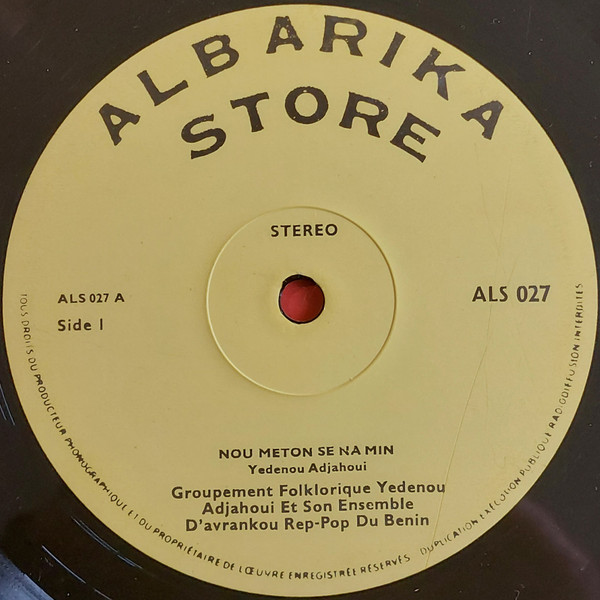 ALBARIKA
STORE
STEREO
ALS 027 A
Side 1
ALS 027
NOU METON SE NA MIN
Yedenou Adjahoui
Groupement Folklorique Yedenou
Adjahoui Et Son Ensemble
D'avrankou Rep-Pop Du Benin
TOUS DROITS DU PRODUCTEUR PHONOGRAPHIQUE ET DU PROPRIÉTAIRE DE L'ŒUVRE ENREGISTRÉE RÉSERVÉS DUPLICATION EXÉCUTION PUBLIQUE RADIODIFFUSION INTERDITES